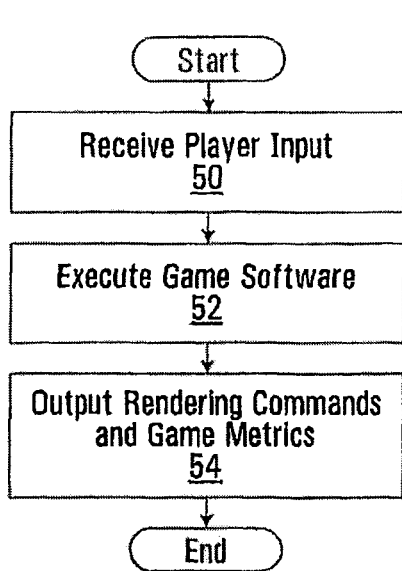 Start
Receive Player Input
50
Execute Game Software
52
Output Rendering Commands
and Game Metrics
54
End